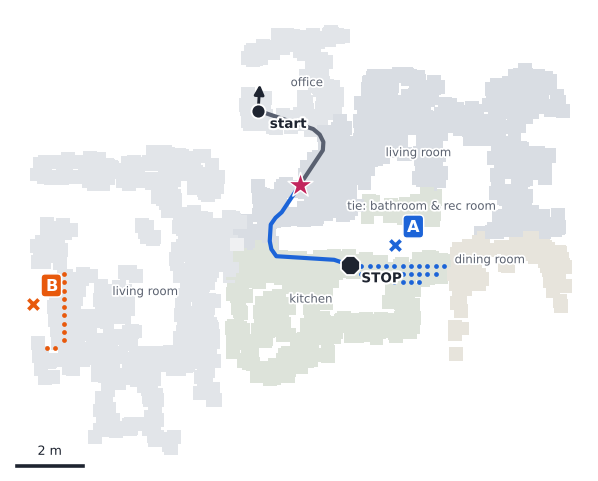 office
start
living room
tie: bathroom & rec room
A
dining room
STOP
B
living room
kitchen
2 m